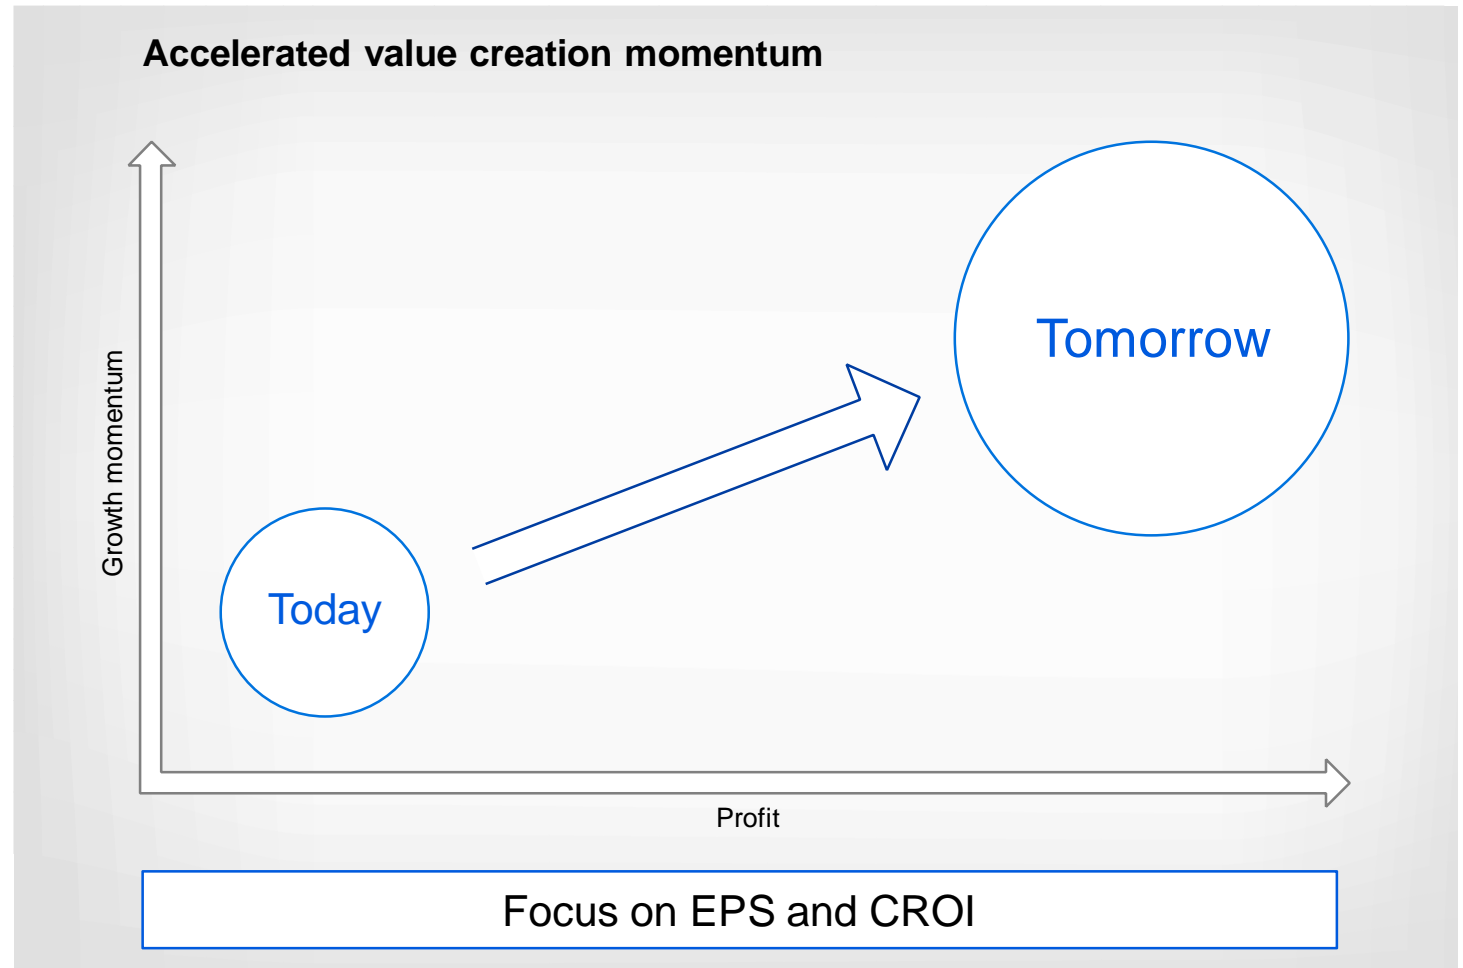 Accelerated value creation momentum
Tomorrow
Growth momentum
Today
Profit
Focus on EPS and CROI